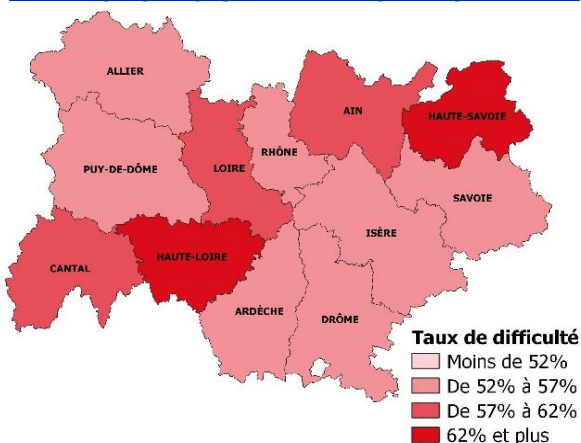 ALLIER
AIN
HAUTE-SAVOIE
RHÔNE
PUY-DE-DÔME
LOIRE
SAVOIE
ISÈRE
HAUTE-LOIRE
CANTAL
ARDÈCHE
DRÔME
Taux de difficulté
Moins de 52%
De 52% à 57%
De 57% à 62%
62% et plus